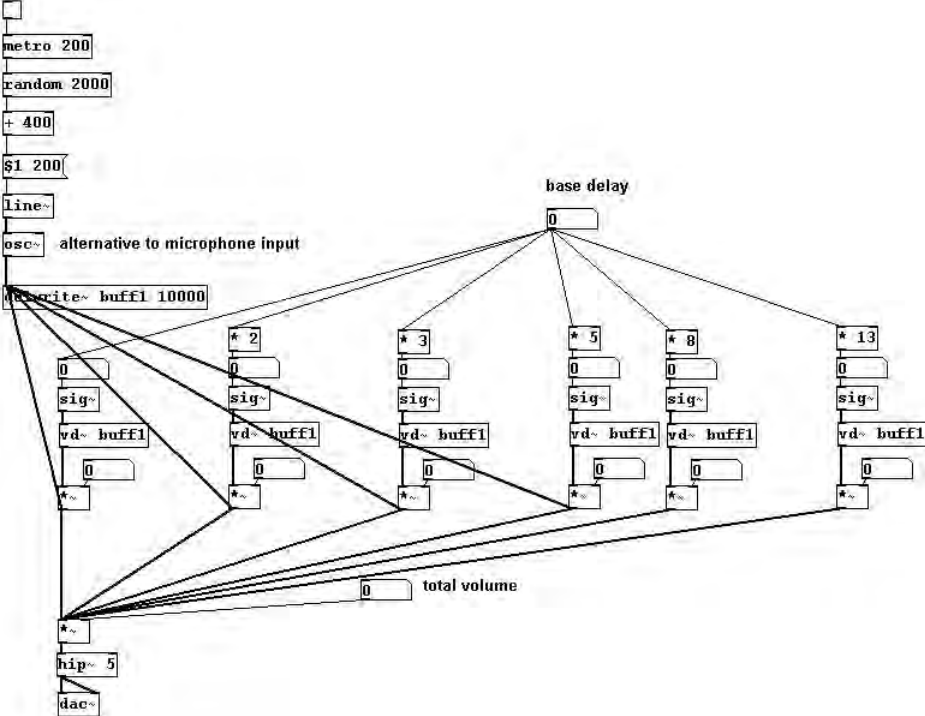 metro 200
random 2000
+ 400
$1 200
line~
base delay
0
osc~ alternative to microphone input
delwrite~ buff1 10000
* 2 * 3 * 5 * 8 * 13
0 0 0 0 0 0
sig~ sig~ sig~ sig~ sig~ sig~
vd~ buff1 vd~ buff1 vd~ buff1 vd~ buff1 vd~ buff1 vd~ buff1
0 0 0 0 0 0
*~ *~ *~ *~ *~ *~
0 total volume
*~
hip~ 5
dac~